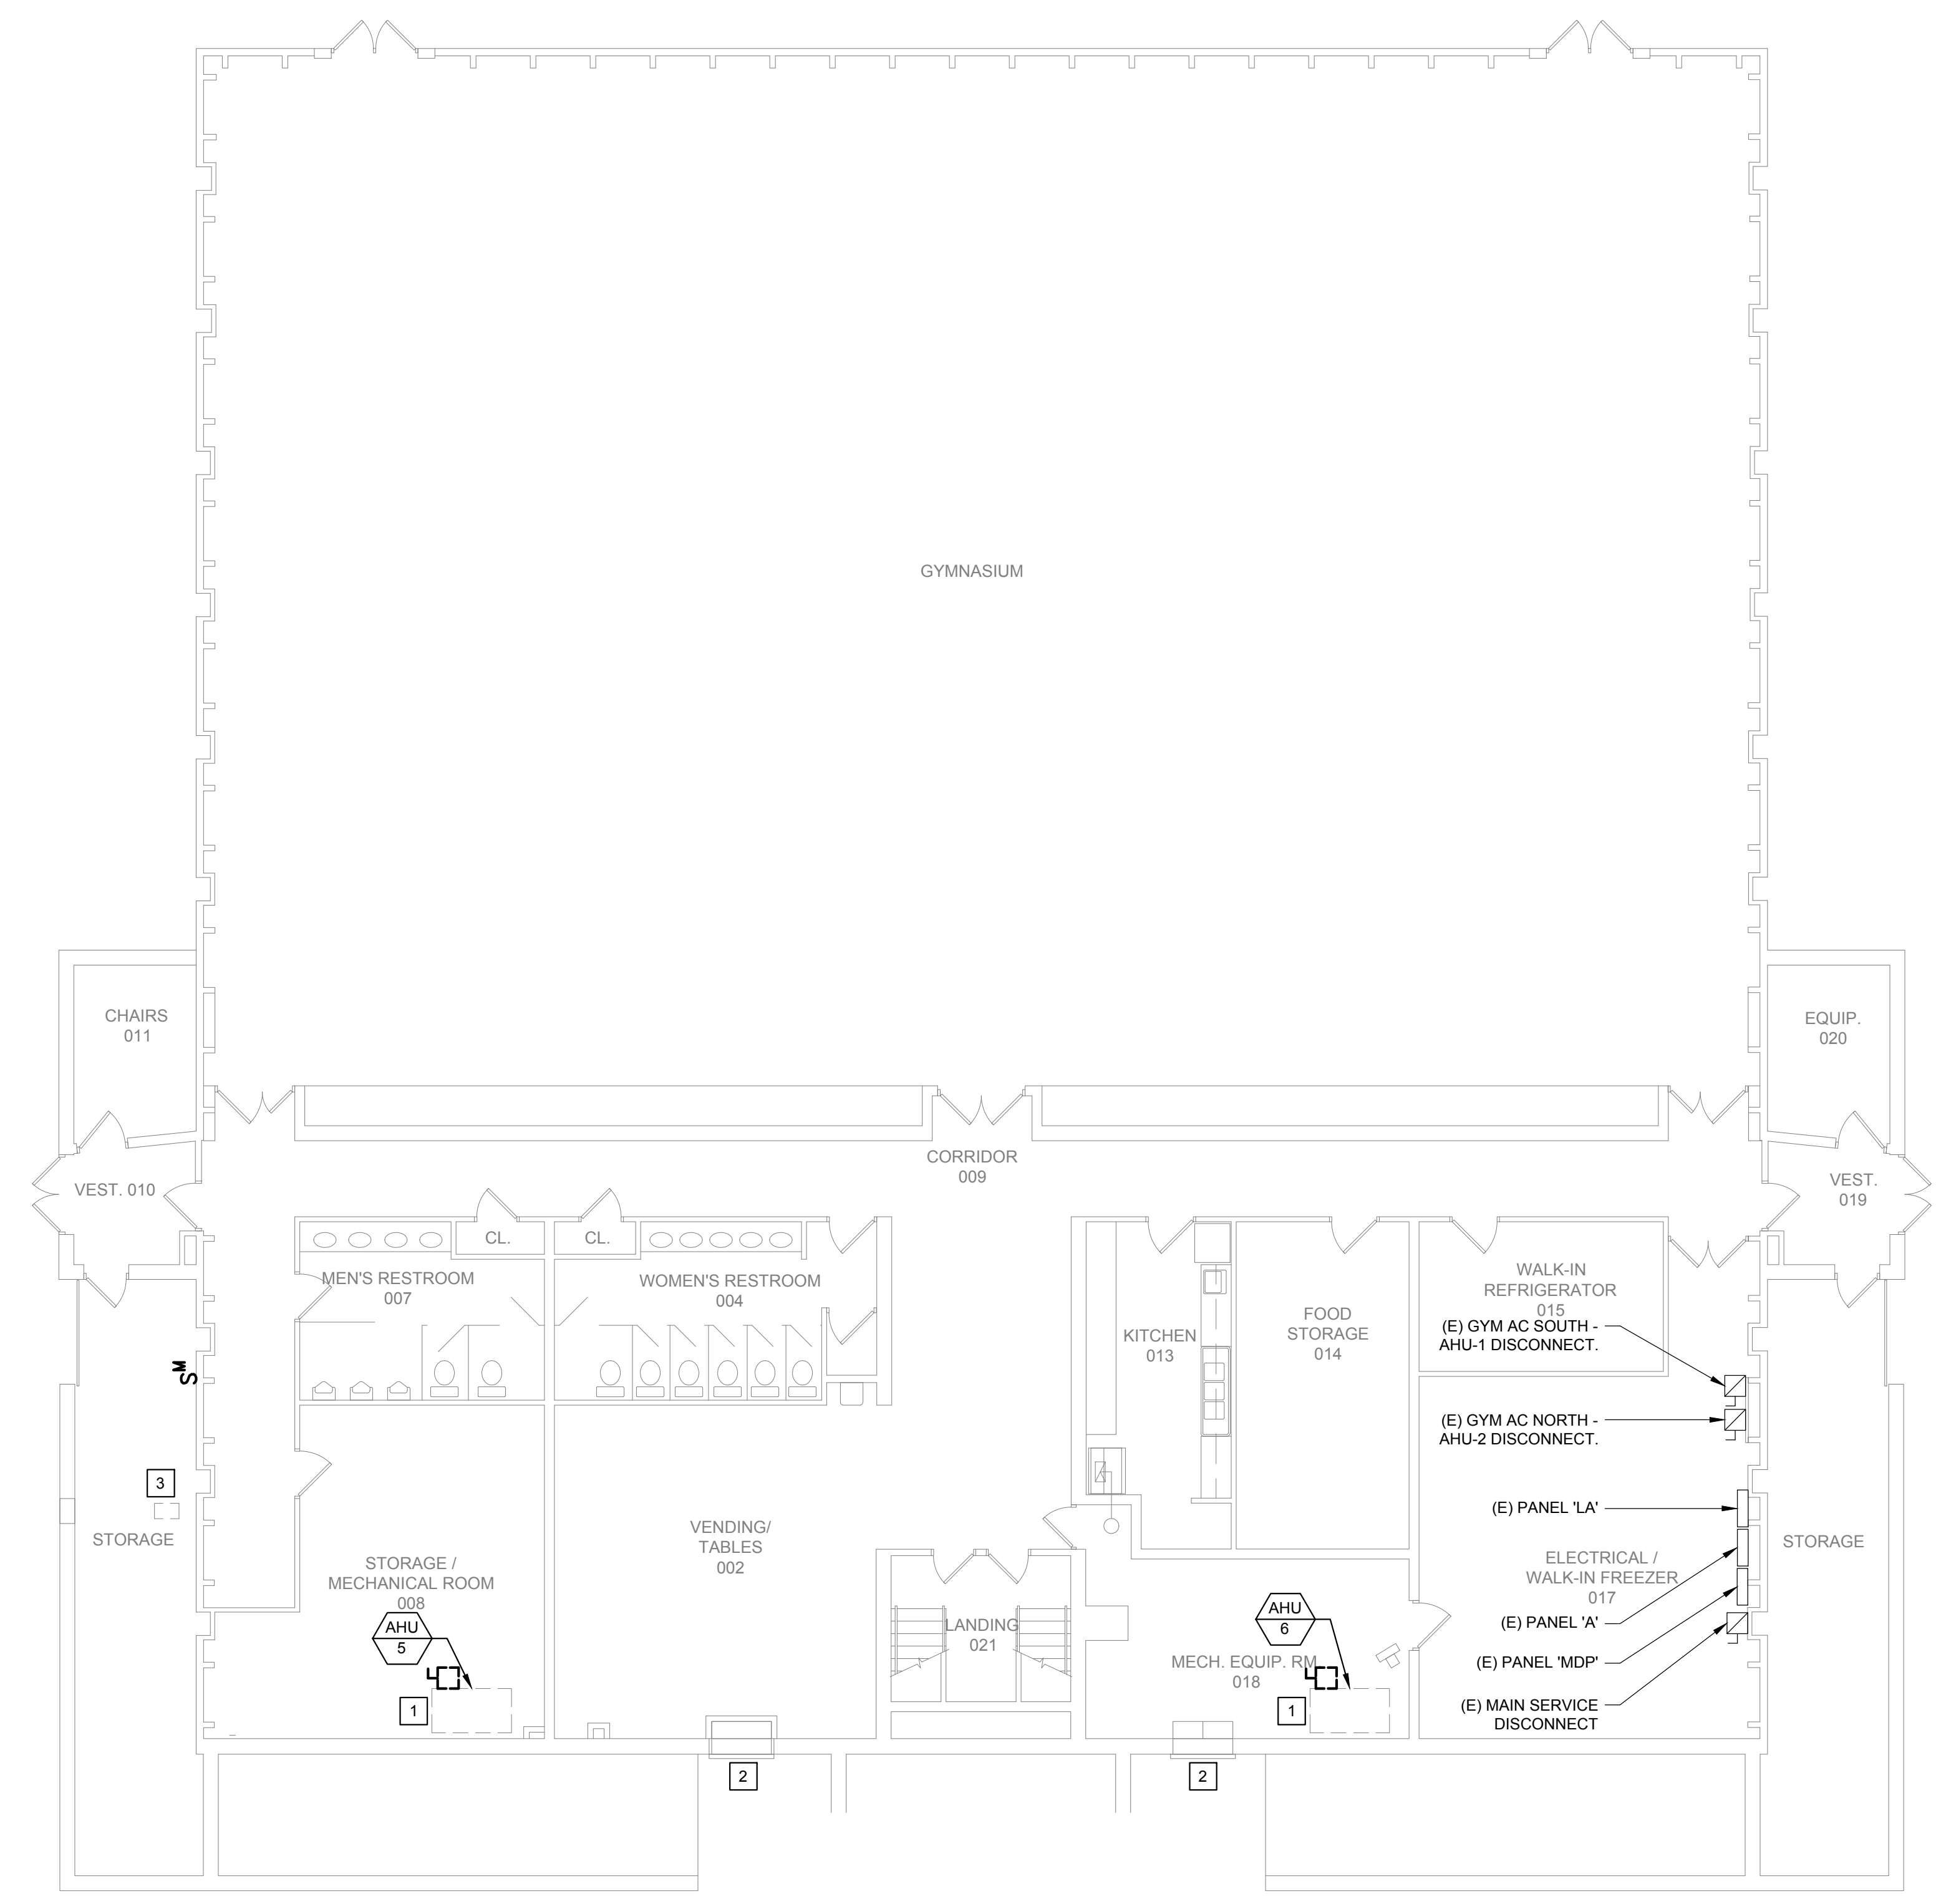 GYMNASIUM
CHAIRS
011
EQUIP.
020
CORRIDOR
009
VEST. 010
VEST.
019
CL.
CL.
MEN'S RESTROOM
007
WOMEN'S RESTROOM
004
KITCHEN
013
FOOD
STORAGE
014
WALK-IN
REFRIGERATOR
015
(E) GYM AC SOUTH -
AHU-1 DISCONNECT.
(E) GYM AC NORTH -
AHU-2 DISCONNECT.
SM
3
STORAGE
STORAGE /
MECHANICAL ROOM
008
AHU
5
1
VENDING/
TABLES
002
LANDING
021
AHU
6
MECH. EQUIP. RM
018
1
(E) PANEL 'LA'
ELECTRICAL /
WALK-IN FREEZER
017
(E) PANEL 'A'
(E) PANEL 'MDP'
(E) MAIN SERVICE
DISCONNECT
STORAGE
2
2